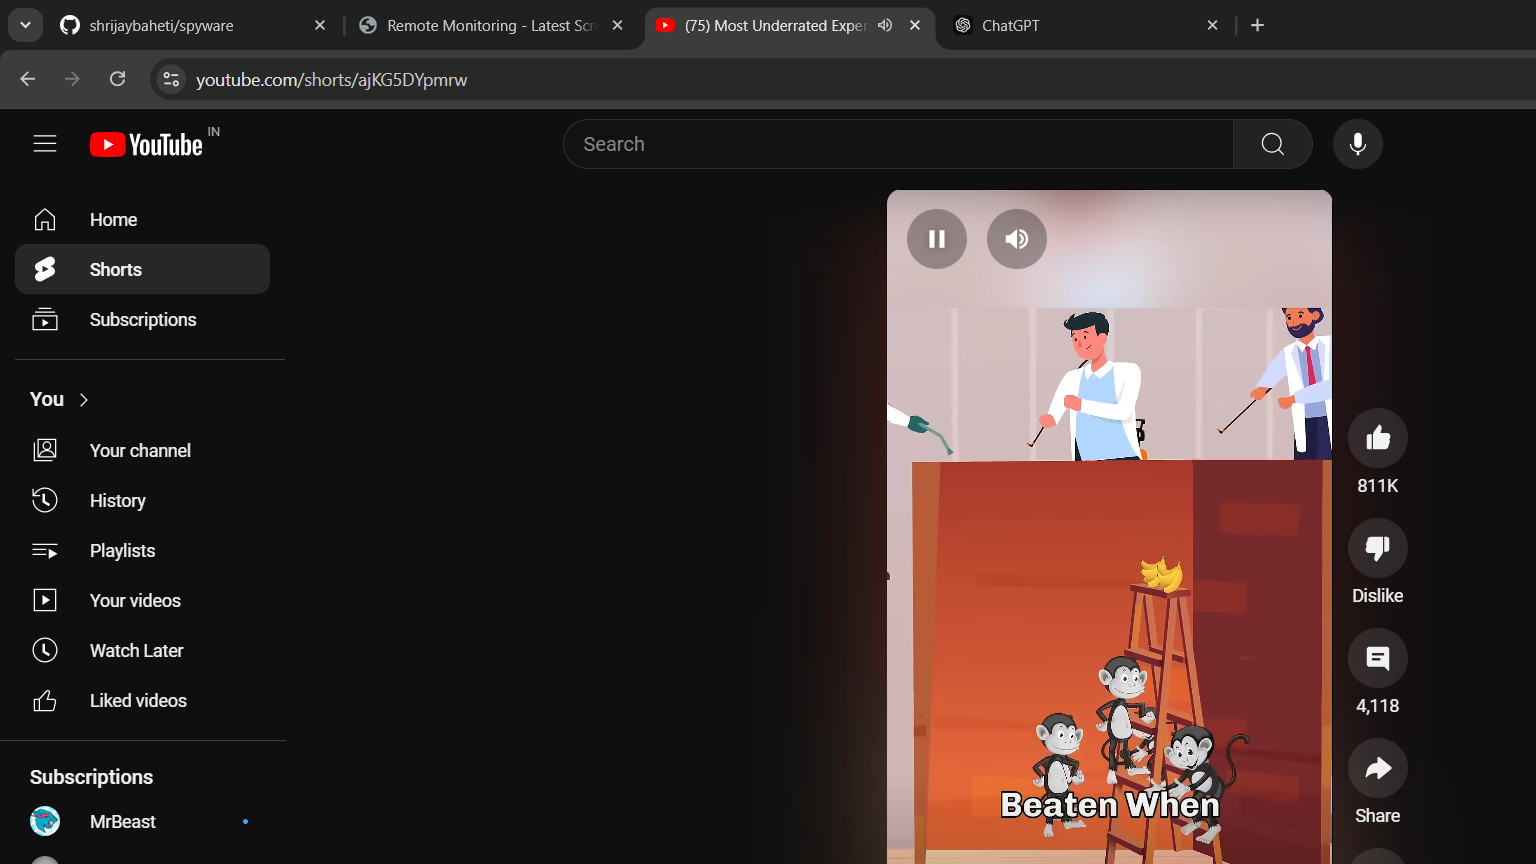 shrijaybaheti/spyware
Remote Monitoring - Latest Scr
(75) Most Underrated Exper
ChatGPT
youtube.com/shorts/ajKG5DYpmrw
YouTube IN
Search
Home
Shorts
Subscriptions
You
Your channel
History
Playlists
Your videos
Watch Later
Liked videos
Subscriptions
MrBeast
811K
Dislike
4,118
Share
Beaten When